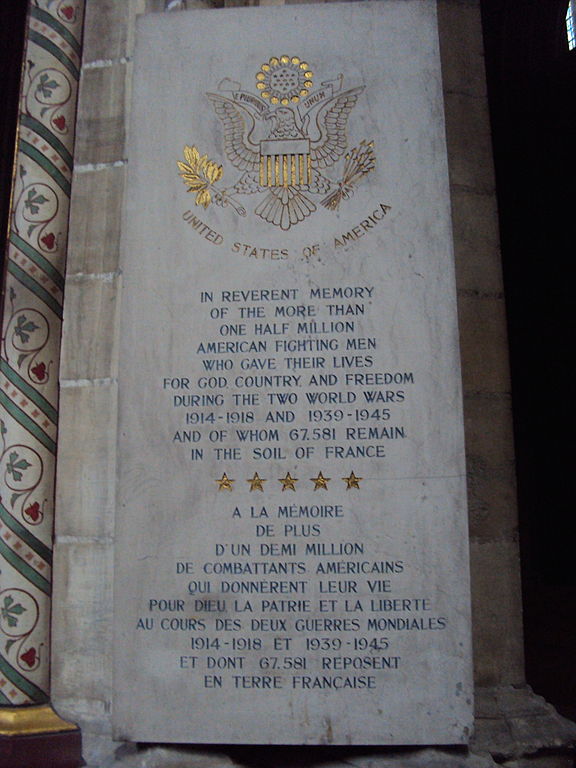 E PLURIBUS UNUM
UNITED STATES OF AMERICA
IN REVERENT MEMORY
OF THE MORE THAN
ONE HALF MILLION
AMERICAN FIGHTING MEN
WHO GAVE THEIR LIVES
FOR GOD, COUNTRY, AND FREEDOM
DURING THE TWO WORLD WARS
1914-1918 AND 1939-1945
AND OF WHOM 67.581 REMAIN
IN THE SOIL OF FRANCE
A LA MÉMOIRE
DE PLUS
D'UN DEMI MILLION
DE COMBATTANTS AMÉRICAINS
QUI DONNÈRENT LEUR VIE
POUR DIEU, LA PATRIE ET LA LIBERTÉ
AU COURS DES DEUX GUERRES MONDIALES
1914-1918 ET 1939-1945
ET DONT 67.581 REPOSENT
EN TERRE FRANÇAISE